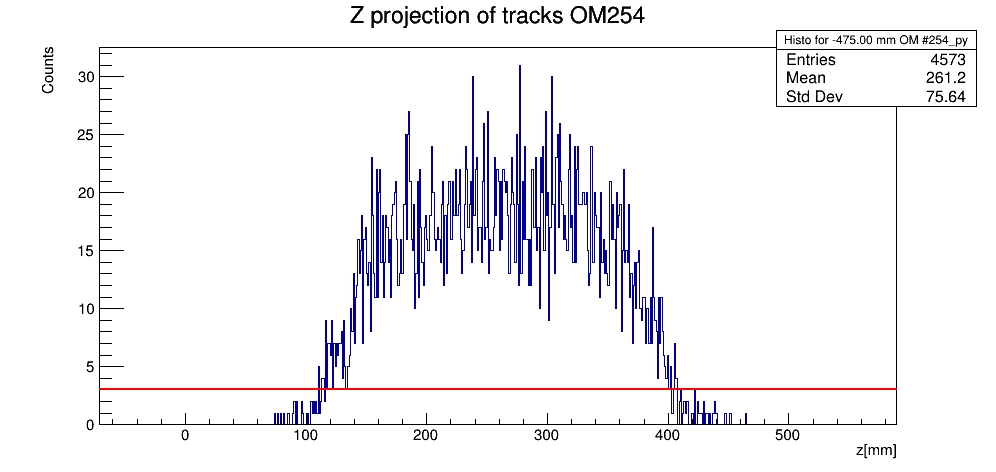 Z projection of tracks OM254
Histo for -475.00 mm OM #254_py
Entries 4573
Mean 261.2
Std Dev 75.64
Counts
30
25
20
15
10
5
0
0 100 200 300 400 500
z[mm]